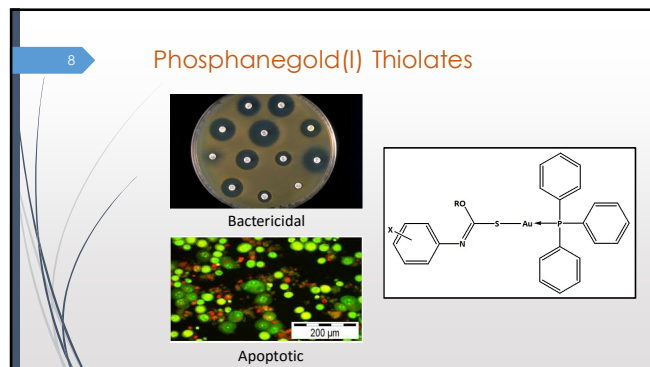 8
Phosphanegold(I) Thiolates
Bactericidal
200 µm
Apoptotic
RO
X
N
S
Au
P